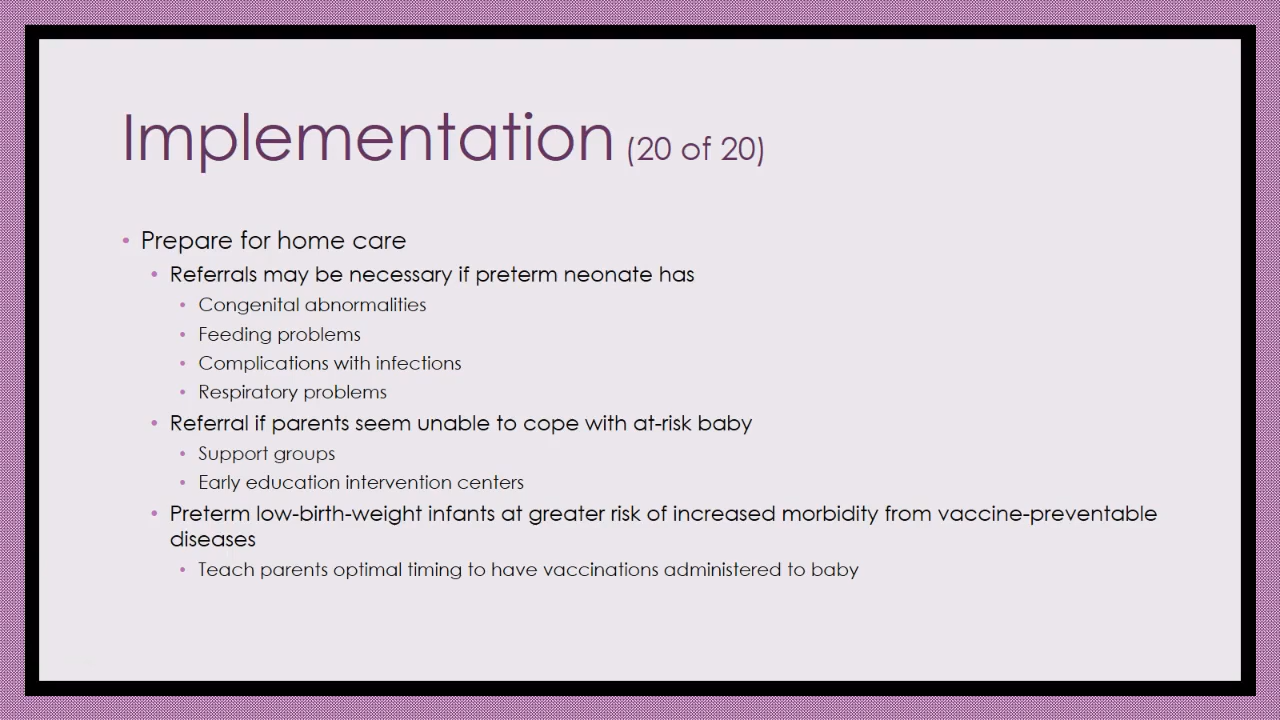 Implementation (20 of 20)
• Prepare for home care
• Referrals may be necessary if preterm neonate has
• Congenital abnormalities
• Feeding problems
• Complications with infections
• Respiratory problems
• Referral if parents seem unable to cope with at-risk baby
• Support groups
• Early education intervention centers
• Preterm low-birth-weight infants at greater risk of increased morbidity from vaccine-preventable
diseases
• Teach parents optimal timing to have vaccinations administered to baby